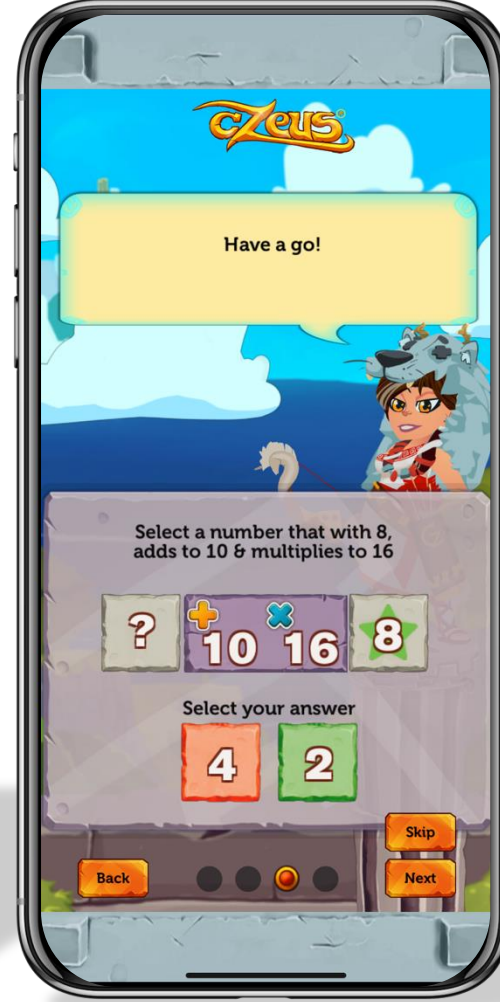 cZeus
Have a go!
Select a number that with 8,
adds to 10 & multiplies to 16
? + 10 × 16 8
Select your answer
4 2
Skip
Back Next